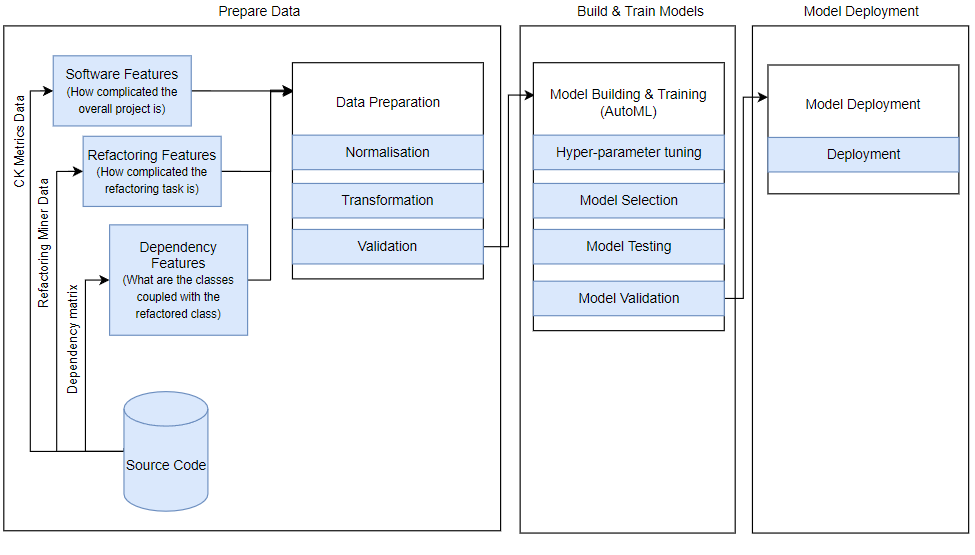 Prepare Data
Build & Train Models
Model Deployment
CK Metrics Data
Refactoring Miner Data
Dependency matrix
Software Features
(How complicated the
overall project is)
Refactoring Features
(How complicated the
refactoring task is)
Dependency
Features
(What are the classes
coupled with the
refactored class)
Source Code
Data Preparation
Normalisation
Transformation
Validation
Model Building & Training
(AutoML)
Hyper-parameter tuning
Model Selection
Model Testing
Model Validation
Model Deployment
Deployment